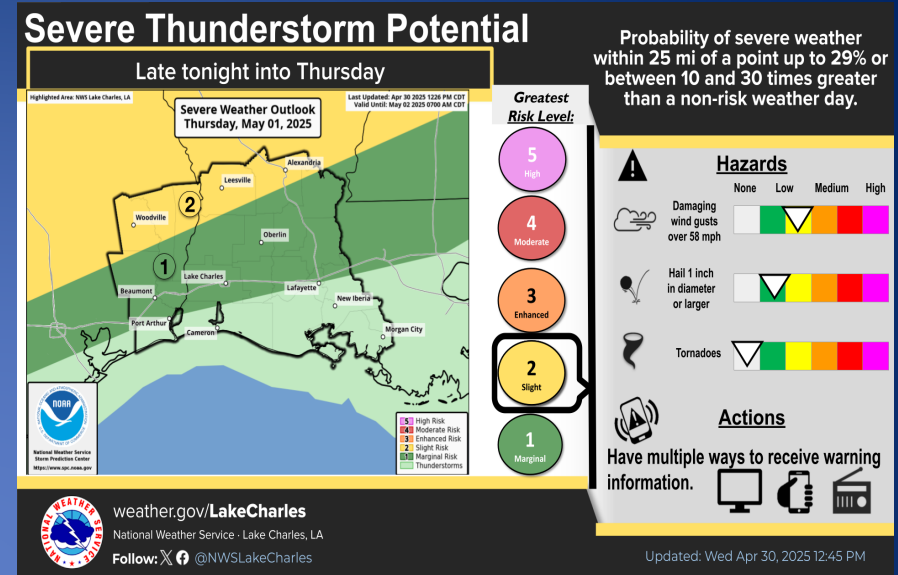 Severe Thunderstorm Potential
Late tonight into Thursday
Probability of severe weather
within 25 mi of a point up to 29% or
between 10 and 30 times greater
than a non-risk weather day.
Highlighted Area: NWS Lake Charles, LA
Last Updated: Apr 30 2025 1226 PM CDT
Valid Until: May 02 2025 0700 AM CDT
Severe Weather Outlook
Thursday, May 01, 2025
Alexandria
Leesville
2
Woodville
Oberlin
1
Lake Charles
Beaumont
Lafayette
New Iberia
Port Arthur
Cameron
Morgan City
NOAA
National Weather Service
Storm Prediction Center
https://www.spc.noaa.gov
5 High Risk
4 Moderate Risk
3 Enhanced Risk
2 Slight Risk
1 Marginal Risk
Thunderstorms
Greatest
Risk Level:
5
High
4
Moderate
3
Enhanced
2
Slight
1
Marginal
Hazards
None Low Medium High
Damaging
wind gusts
over 58 mph
Hail 1 inch
in diameter
or larger
Tornadoes
Actions
Have multiple ways to receive warning
information.
NATIONAL WEATHER SERVICE
weather.gov/LakeCharles
National Weather Service · Lake Charles, LA
Follow: X @NWSLakeCharles
Updated: Wed Apr 30, 2025 12:45 PM